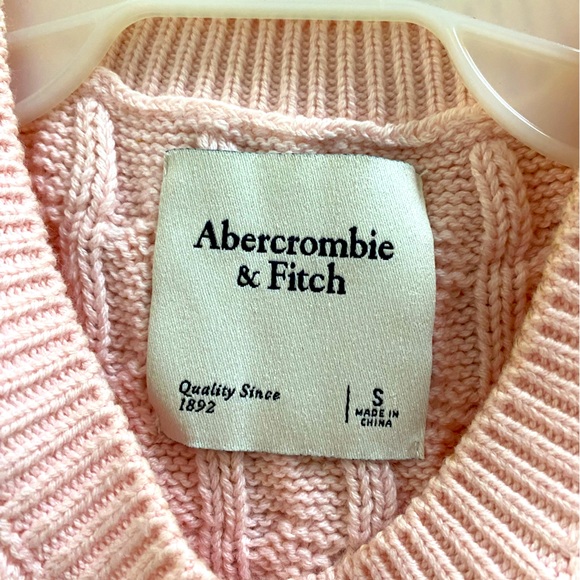 Abercrombie
& Fitch
Quality Since
1892
S
MADE IN
CHINA